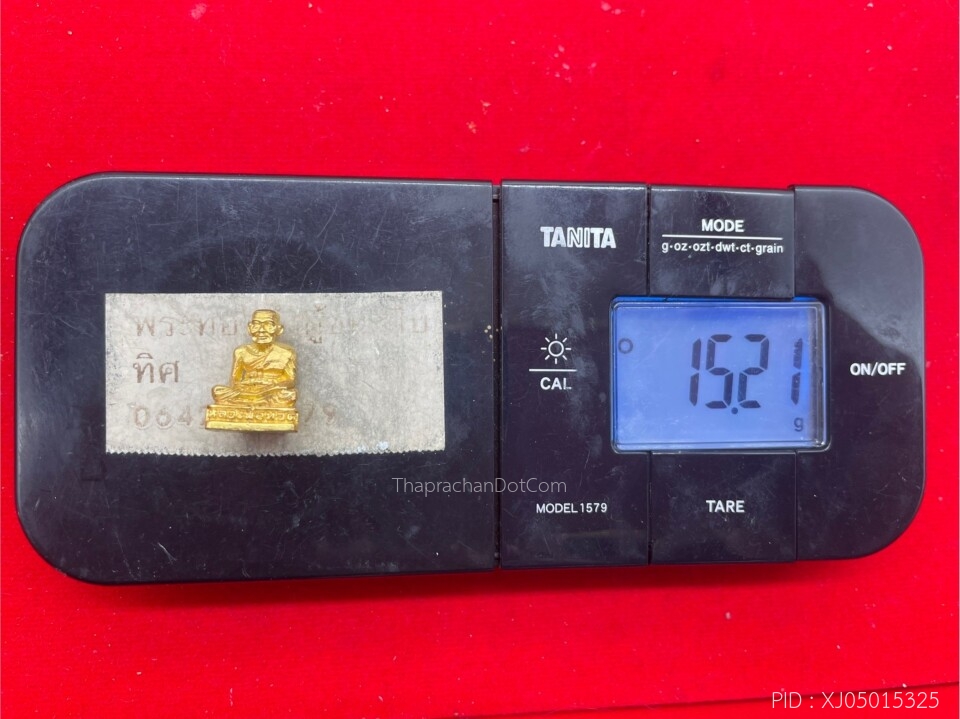 TANITA
MODE
g·oz·ozt·dwt·ct·grain
CAL
15.2
g
ON/OFF
MODEL 1579
TARE
ทิศ
ThaprachanDotCom
PID : XJ05015325